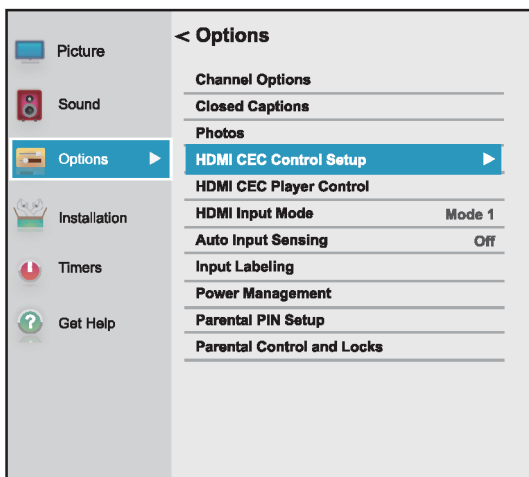 Picture
Sound
Options
Installation
Timers
Get Help
< Options
Channel Options
Closed Captions
Photos
HDMI CEC Control Setup
HDMI CEC Player Control
HDMI Input Mode Mode 1
Auto Input Sensing Off
Input Labeling
Power Management
Parental PIN Setup
Parental Control and Locks